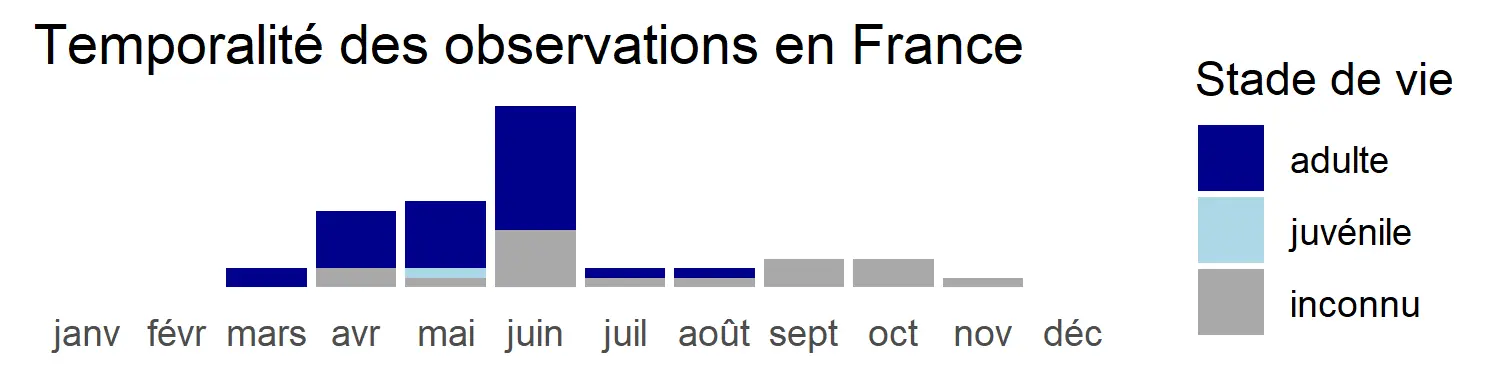 Temporalité des observations en France
Stade de vie
adulte
juvénile
inconnu
janv févr mars avr mai juin juil août sept oct nov déc